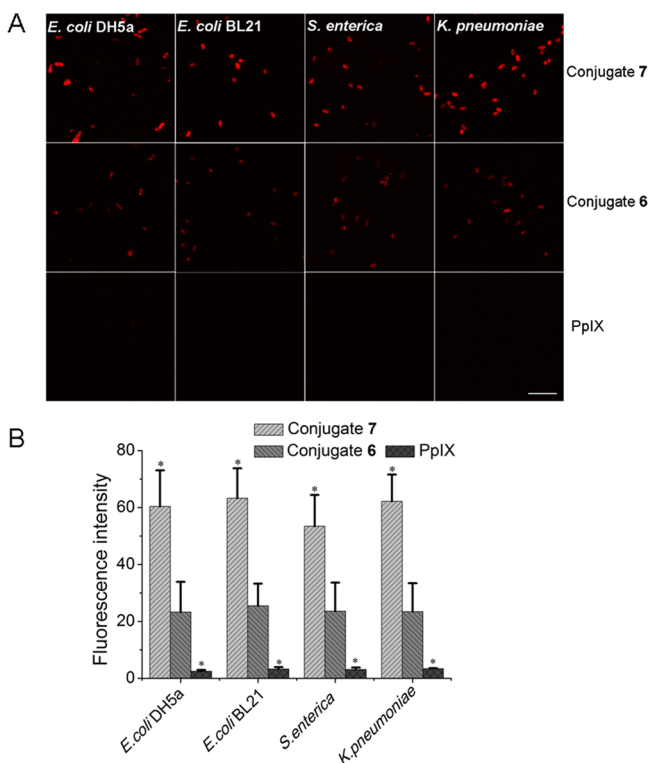 A
E. coli DH5a E. coli BL21 S. enterica K. pneumoniae
Conjugate 7
Conjugate 6
PpIX
B
Conjugate 7
Conjugate 6 PpIX
Fluorescence intensity
80
60
40
20
0
* * * *
* * * *
E.coli DH5a
E.coli BL21
S.enterica
K.pneumoniae